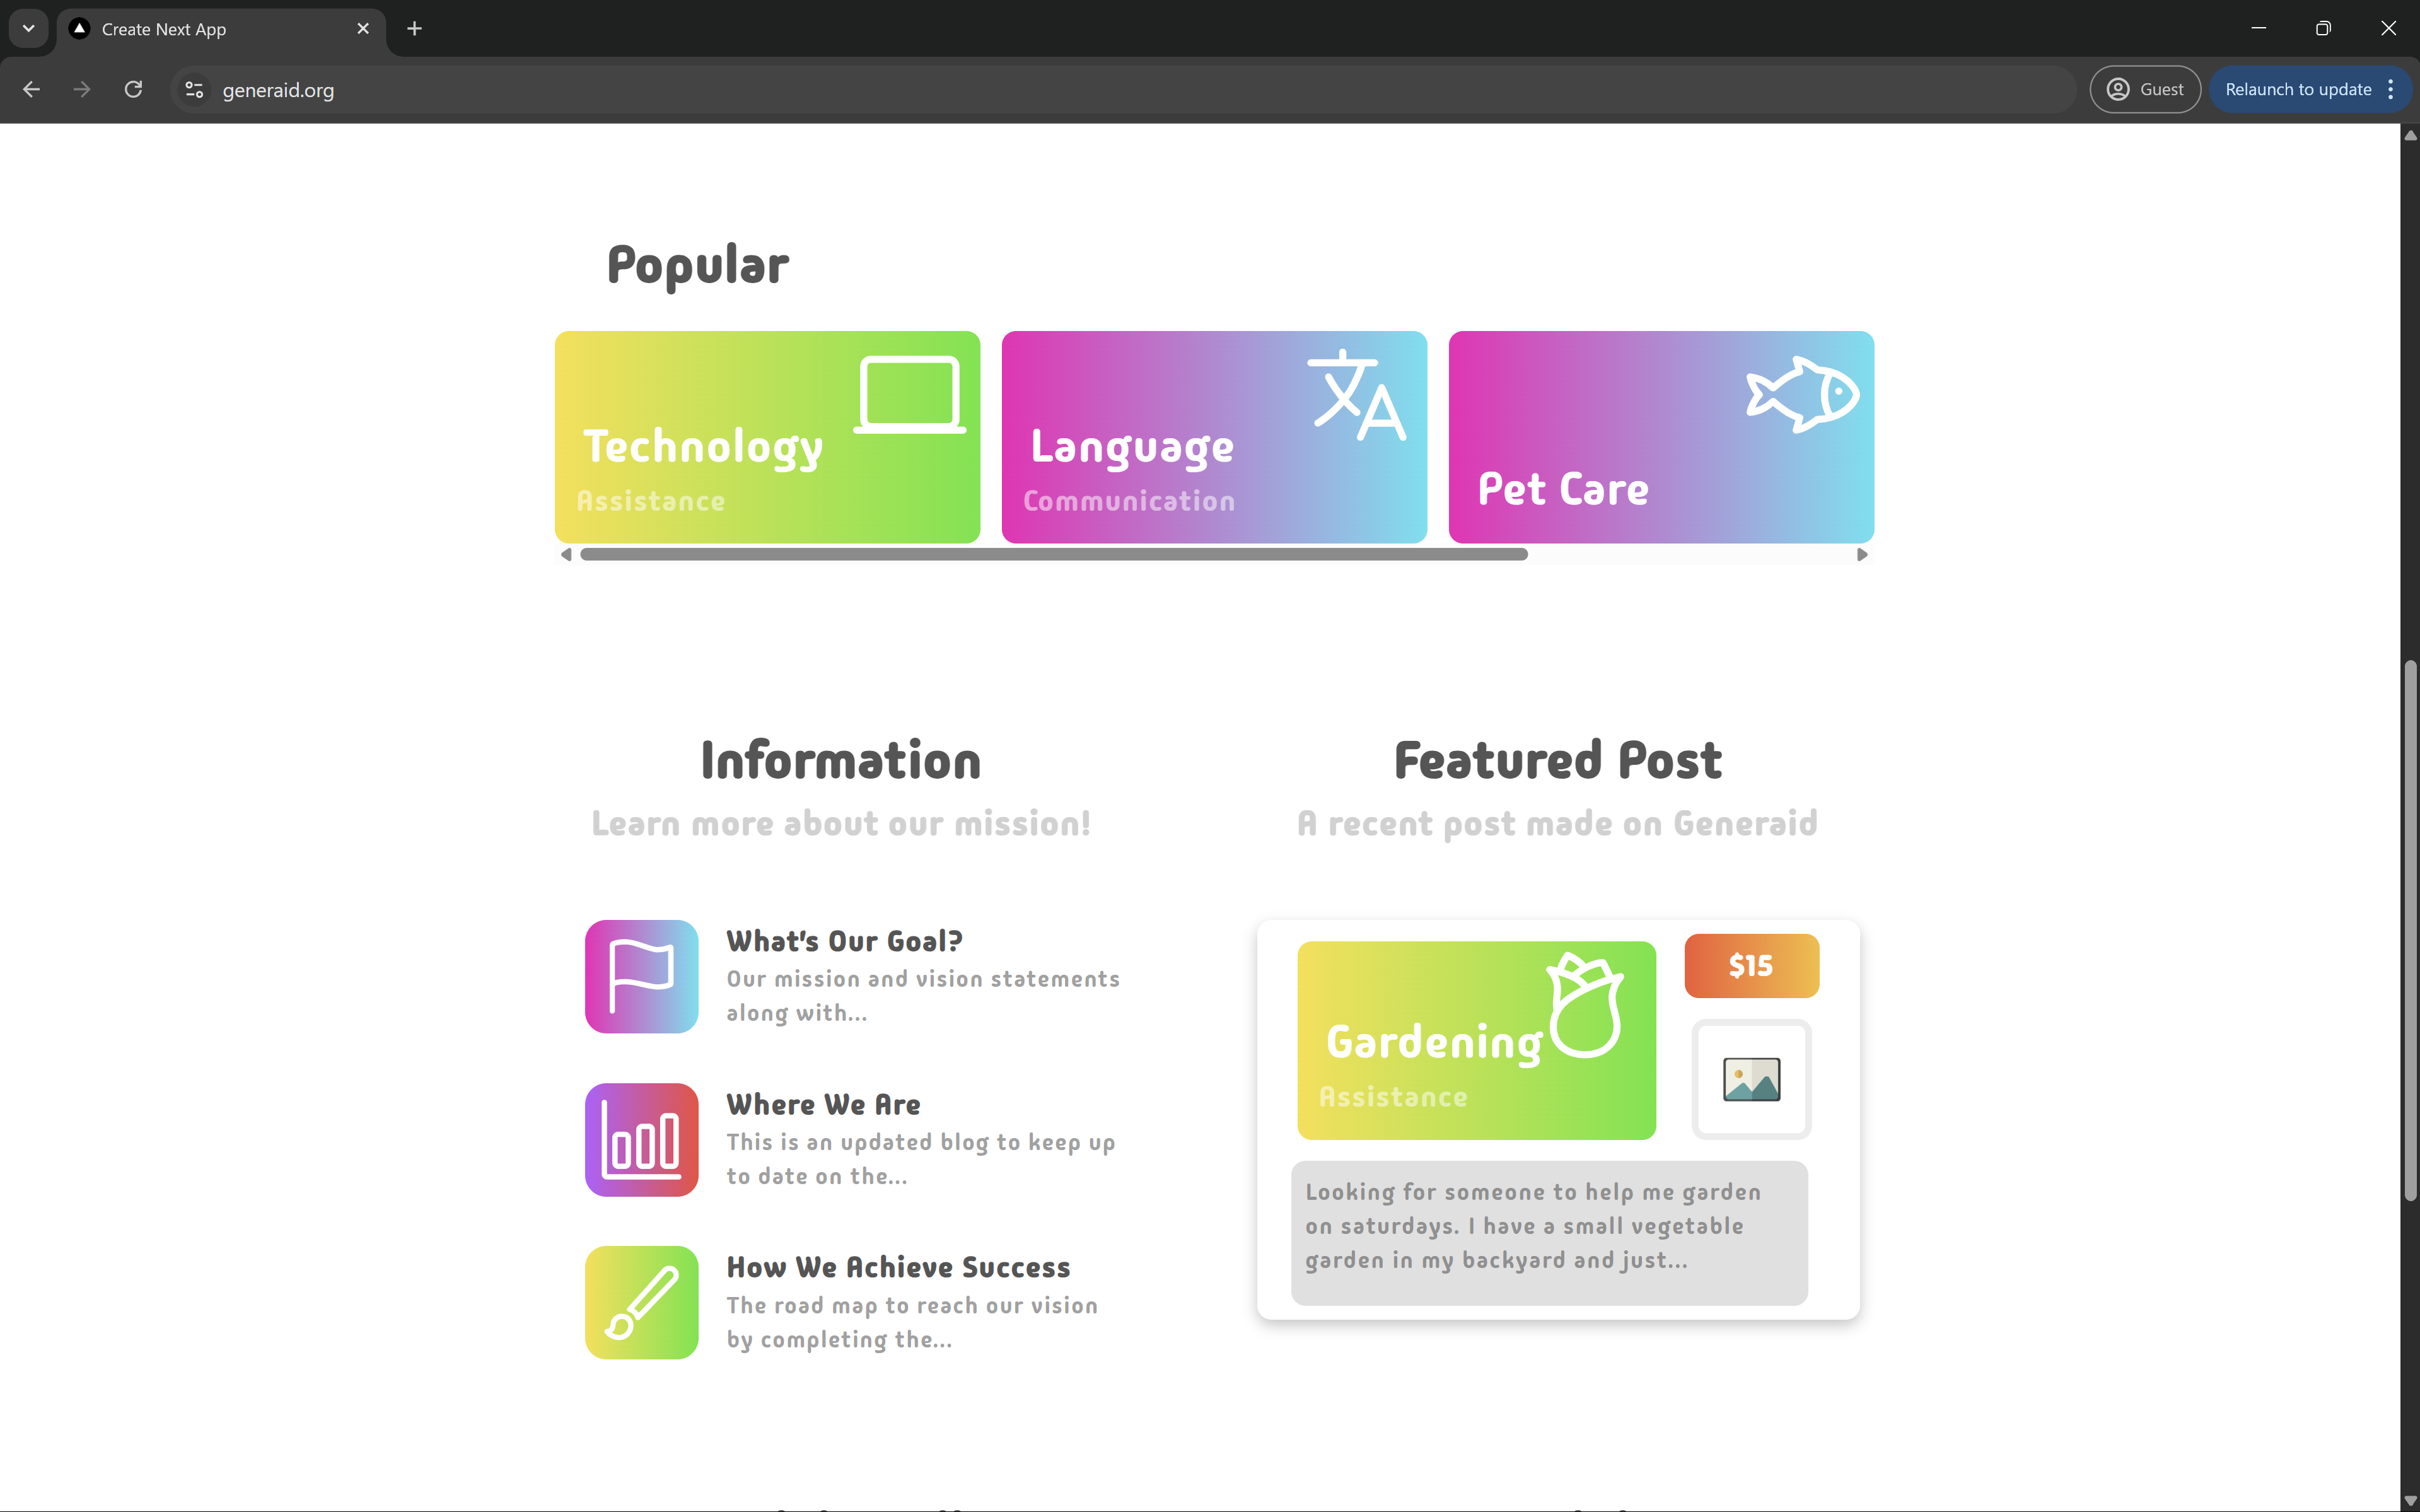 Create Next App
generaid.org
Guest
Relaunch to update
Popular
Technology
Assistance
Language
Communication
Pet Care
Information
Learn more about our mission!
What's Our Goal?
Our mission and vision statements
along with...
Where We Are
This is an updated blog to keep up
to date on the...
How We Achieve Success
The road map to reach our vision
by completing the...
Featured Post
A recent post made on Generaid
Gardening
Assistance
$15
Looking for someone to help me garden
on saturdays. I have a small vegetable
garden in my backyard and just...